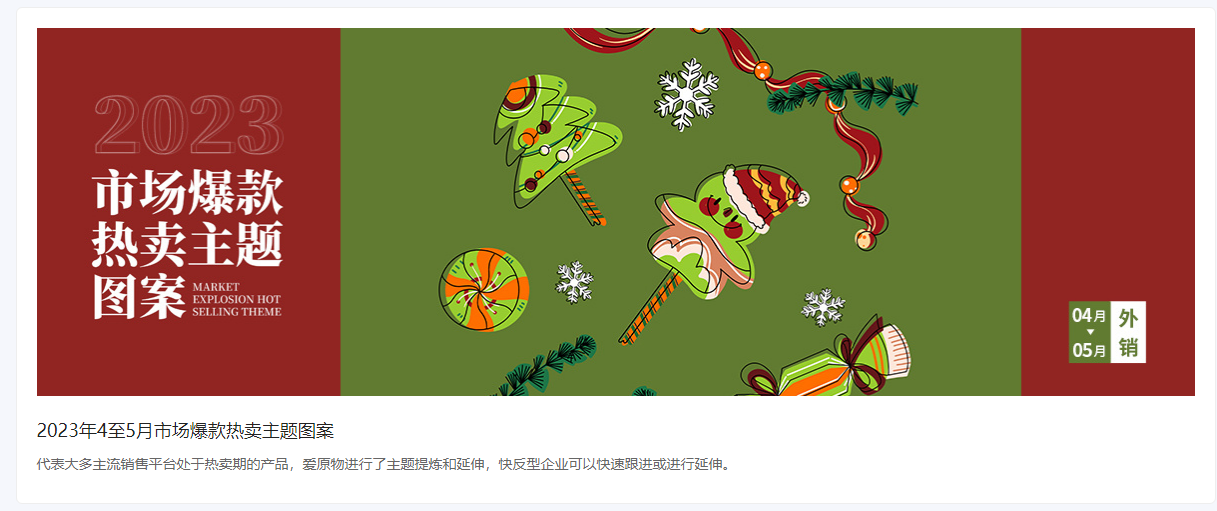 2023
市场爆款
热卖主题
图案
MARKET
EXPLOSION HOT
SELLING THEME
04月
05月
外
销
2023年4至5月市场爆款热卖主题图案
代表大多主流销售平台处于热卖期的产品，爱原物进行了主题提炼和延伸，快反型企业可以快速跟进或进行延伸。